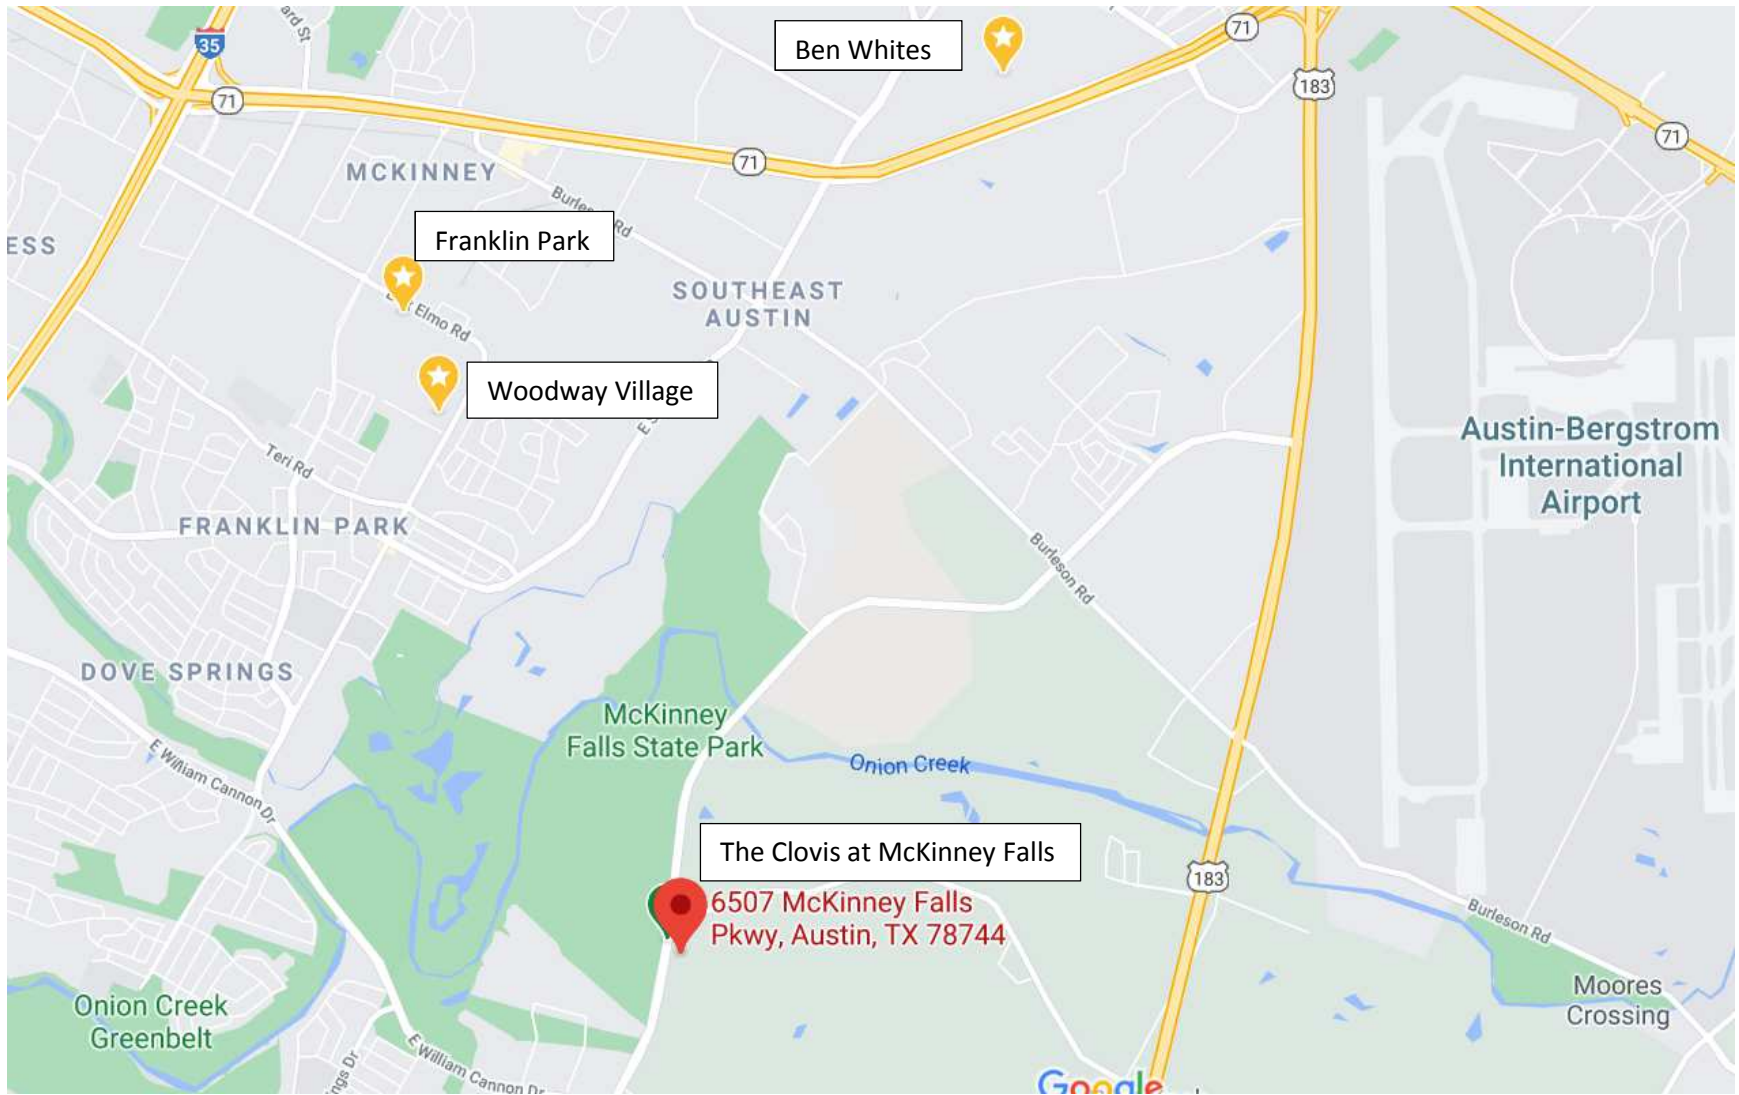 35
71
Ben Whites
71
183
71
71
MCKINNEY
Burleson Rd
Franklin Park
ESS
Elmo Rd
SOUTHEAST
AUSTIN
Woodway Village
E
Teri Rd
FRANKLIN PARK
Austin-Bergstrom
International
Airport
Burleson Rd
DOVE SPRINGS
McKinney
Falls State Park
Onion Creek
E William Cannon Dr
The Clovis at McKinney Falls
6507 McKinney Falls
Pkwy, Austin, TX 78744
183
Burleson Rd
Moores
Crossing
Onion Creek
Greenbelt
E William Cannon Dr
ngs Dr
Google